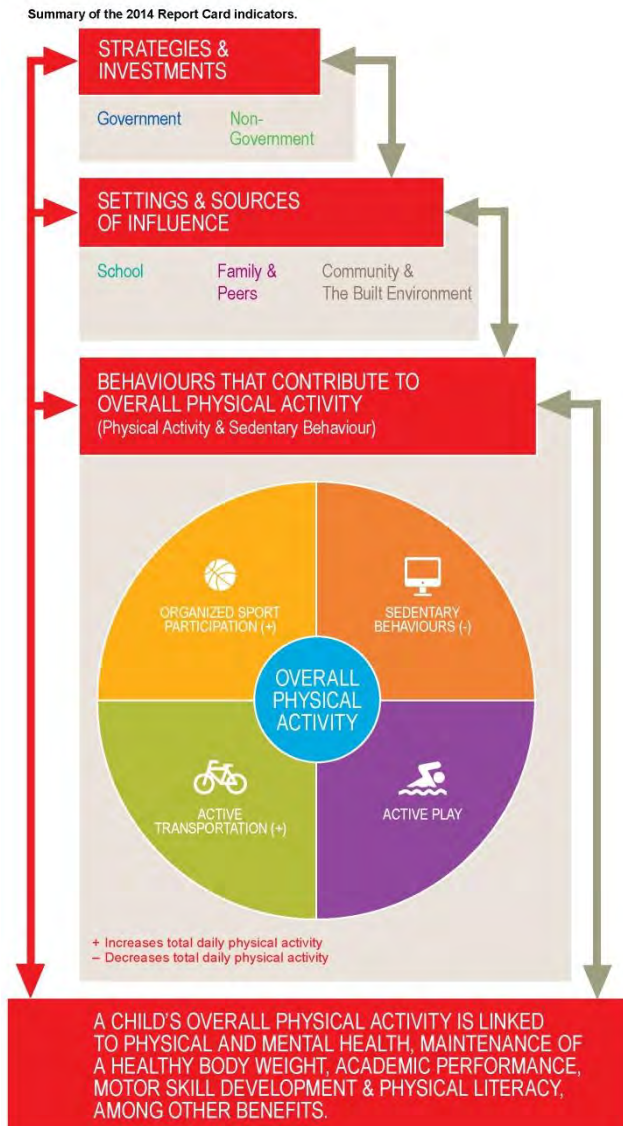 Summary of the 2014 Report Card indicators.
STRATEGIES &
INVESTMENTS
Government
Non-
Government
SETTINGS & SOURCES
OF INFLUENCE
School
Family &
Peers
Community &
The Built Environment
BEHAVIOURS THAT CONTRIBUTE TO
OVERALL PHYSICAL ACTIVITY
(Physical Activity & Sedentary Behaviour)
ORGANIZED SPORT
PARTICIPATION (+)
SEDENTARY
BEHAVIOURS (-)
OVERALL
PHYSICAL
ACTIVITY
ACTIVE
TRANSPORTATION (+)
ACTIVE PLAY
+ Increases total daily physical activity
– Decreases total daily physical activity
A CHILD'S OVERALL PHYSICAL ACTIVITY IS LINKED
TO PHYSICAL AND MENTAL HEALTH, MAINTENANCE OF
A HEALTHY BODY WEIGHT, ACADEMIC PERFORMANCE,
MOTOR SKILL DEVELOPMENT & PHYSICAL LITERACY,
AMONG OTHER BENEFITS.